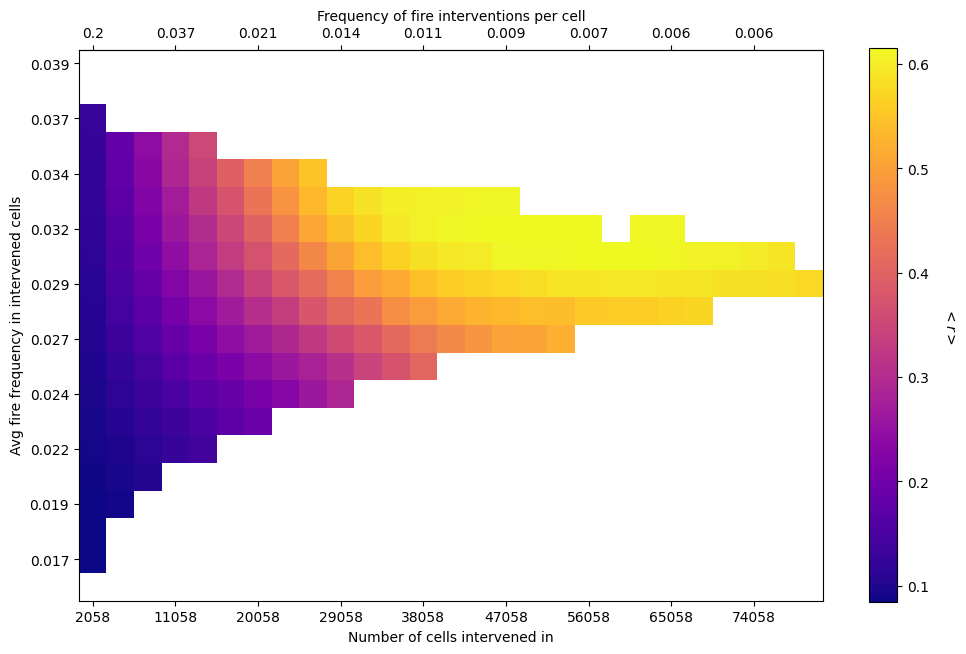 Frequency of fire interventions per cell
0.2 0.037 0.021 0.014 0.011 0.009 0.007 0.006 0.006
Avg fire frequency in intervened cells
0.039
0.037
0.034
0.032
0.029
0.027
0.024
0.022
0.019
0.017
2058 11058 20058 29058 38058 47058 56058 65058 74058
Number of cells intervened in
0.6
0.5
0.4
0.3
0.2
0.1
< r >